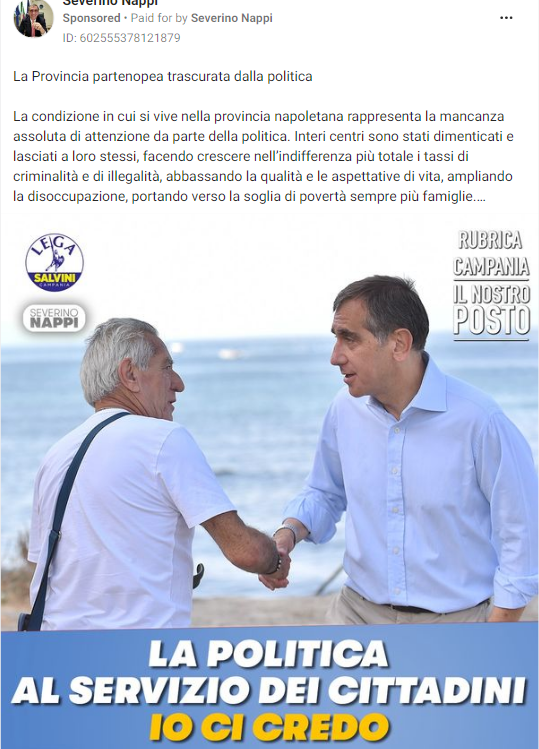 Severino Nappi
Sponsored • Paid for by Severino Nappi
ID: 602555378121879
La Provincia partenopea trascurata dalla politica
La condizione in cui si vive nella provincia napoletana rappresenta la mancanza
assoluta di attenzione da parte della politica. Interi centri sono stati dimenticati e
lasciati a loro stessi, facendo crescere nell'indifferenza più totale i tassi di
criminalità e di illegalità, abbassando la qualità e le aspettative di vita, ampliando
la disoccupazione, portando verso la soglia di povertà sempre più famiglie....
LEGA
SALVINI
CAMPANIA
SEVERINO
NAPPI
RUBRICA
CAMPANIA
IL NOSTRO
POSTO
LA POLITICA
AL SERVIZIO DEI CITTADINI
IO CI CREDO